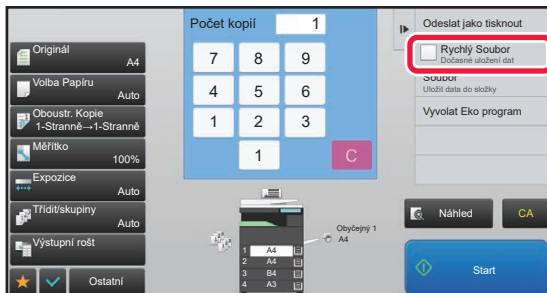 Originál
A4
Volba Papíru
Auto
Oboustr. Kopie
1-Stranně→1-Stranně
Měřítko
100%
Expozice
Auto
Třídit/skupiny
Auto
Výstupní rošt
Ostatní
Počet kopií 1
7 8 9
4 5 6
1 2 3
1 C
Obyčejný 1
A4
1 A4
2 A4
3 B4
4 A3
Odeslat jako tisknout
Rychlý Soubor
Dočasné uložení dat
Soubor
Uložit data do složky
Vyvolat Eko program
Náhled CA
Start